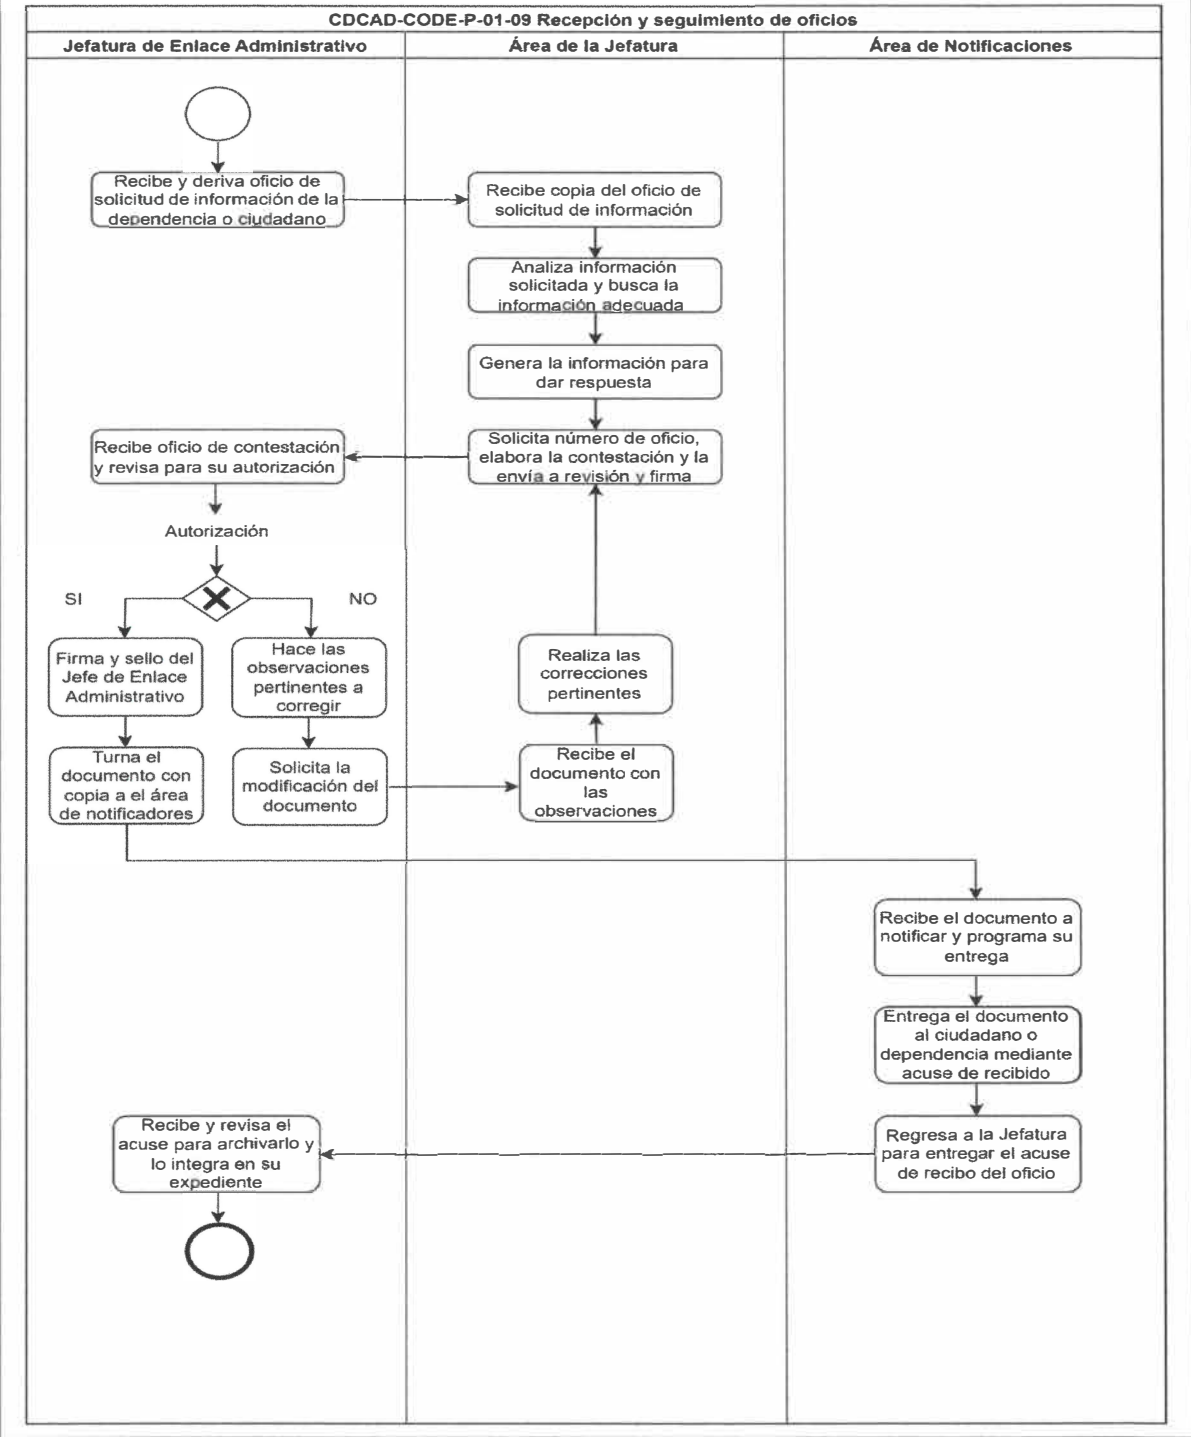 CDCAD-CODE-P-01-09 Recepción y seguimiento de oficios
Jefatura de Enlace Administrativo
Área de la Jefatura
Área de Notificaciones
Recibe y deriva oficio de
solicitud de información de la
dependencia o ciudadano
Recibe copia del oficio de
solicitud de información
Analiza información
solicitada y busca la
información adecuada
Genera la información para
dar respuesta
Solicita número de oficio,
elabora la contestación y la
envía a revisión y firma
Recibe oficio de contestación
y revisa para su autorización
Autorización
SI
NO
Firma y sello del
Jefe de Enlace
Administrativo
Hace las
observaciones
pertinentes a
corregir
Realiza las
correcciones
pertinentes
Turna el
documento con
copia a el área
de notificadores
Solicita la
modificación del
documento
Recibe el
documento con
las
observaciones
Recibe el documento a
notificar y programa su
entrega
Entrega el documento
al ciudadano o
dependencia mediante
acuse de recibido
Regresa a la Jefatura
para entregar el acuse
de recibo del oficio
Recibe y revisa el
acuse para archivarlo y
lo integra en su
expediente